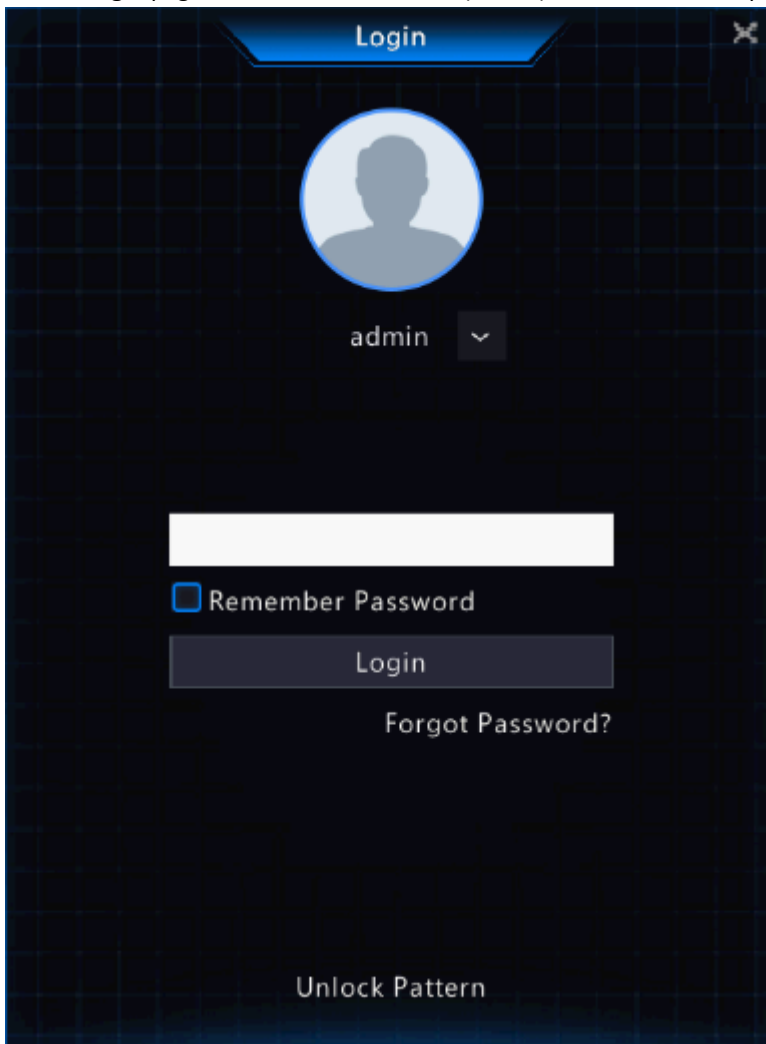 Login
admin
Remember Password
Login
Forgot Password?
Unlock Pattern